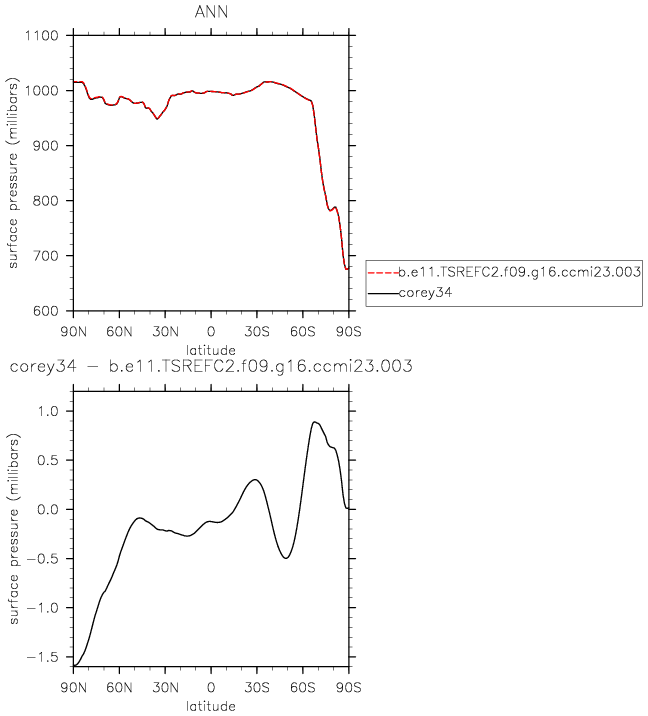 ANN
1100
1000
900
800
700
600
surface pressure (millibars)
90N 60N 30N 0 30S 60S 90S
latitude
b.e11.TSREFC2.f09.g16.ccmi23.003
corey34
corey34 − b.e11.TSREFC2.f09.g16.ccmi23.003
1.0
0.5
0.0
−0.5
−1.0
−1.5
surface pressure (millibars)
90N 60N 30N 0 30S 60S 90S
latitude